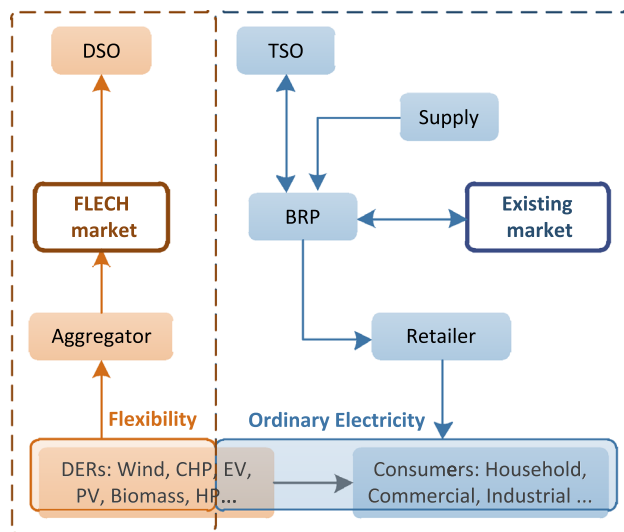 DSO
TSO
Supply
FLECH
market
BRP
Existing
market
Aggregator
Retailer
Flexibility
Ordinary Electricity
DERs: Wind, CHP, EV,
PV, Biomass, HP...
Consumers: Household,
Commercial, Industrial ...